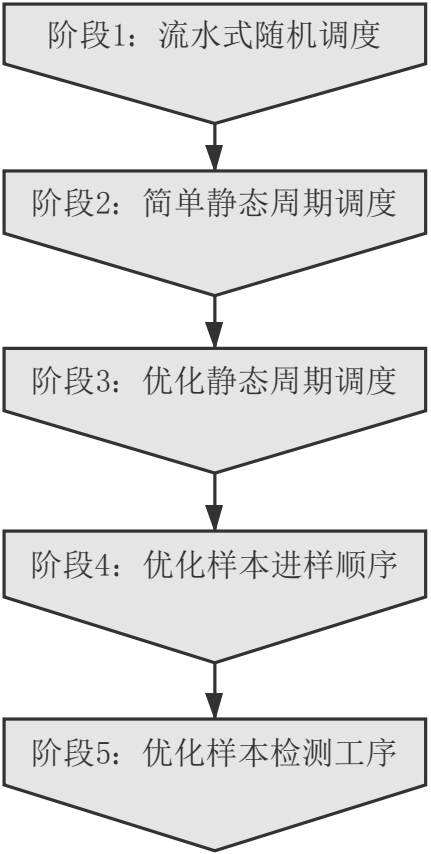 阶段1：流水式随机调度
阶段2：简单静态周期调度
阶段3：优化静态周期调度
阶段4：优化样本进样顺序
阶段5：优化样本检测工序